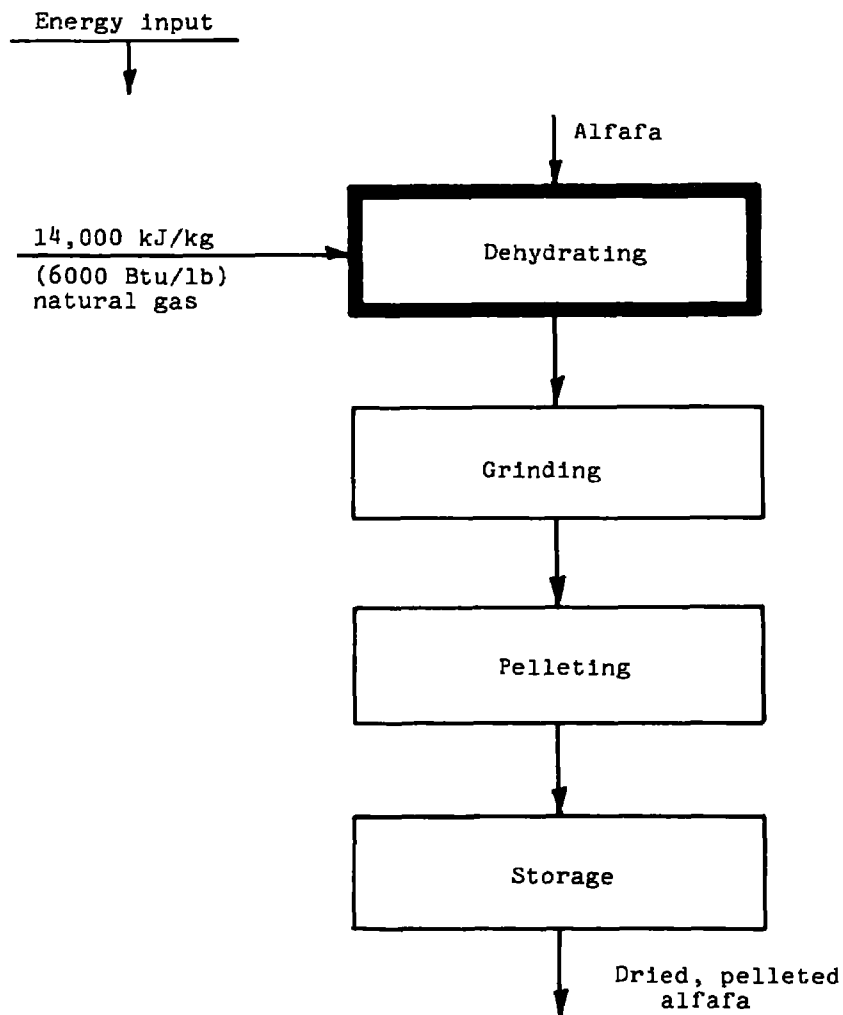 Energy input
Alfafa
14,000 kJ/kg
(6000 Btu/lb)
natural gas
Dehydrating
Grinding
Pelleting
Storage
Dried, pelleted
alfafa